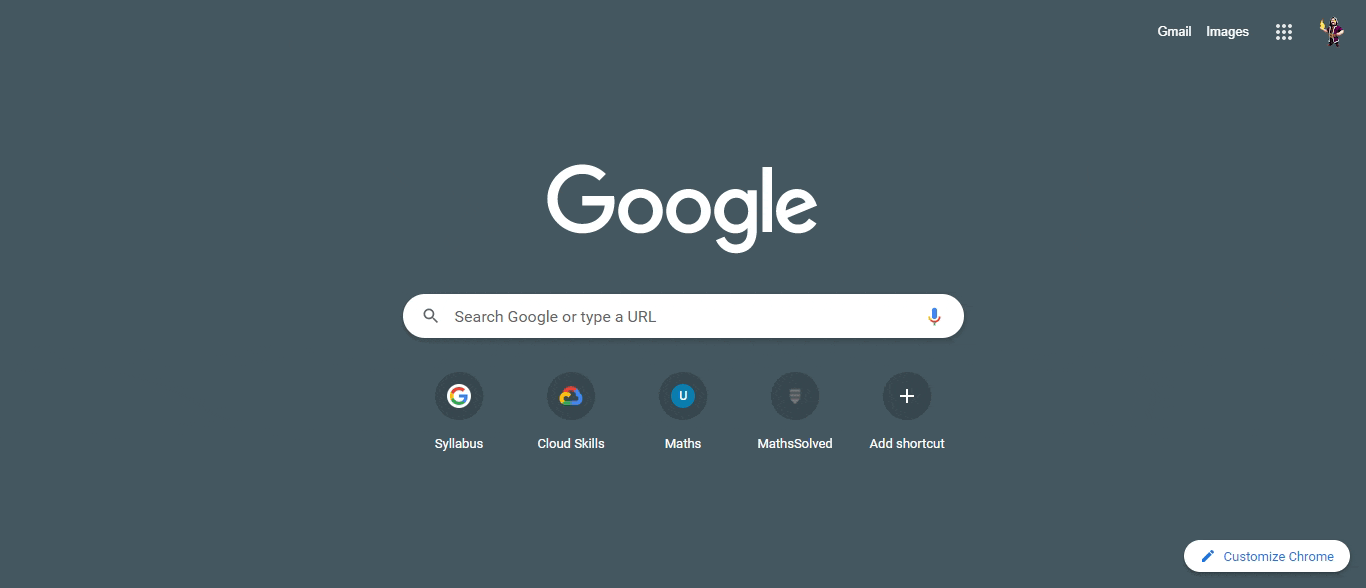 Gmail Images
Google
Search Google or type a URL
U
Syllabus Cloud Skills Maths MathsSolved Add shortcut
Customize Chrome